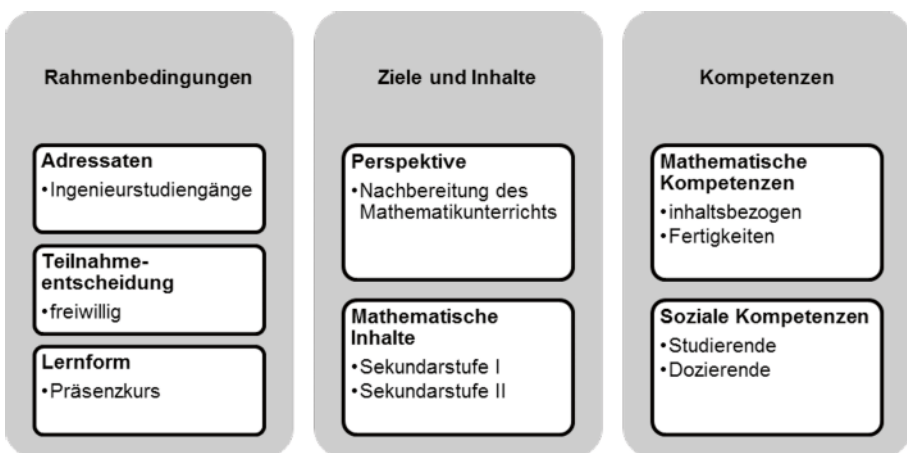 Rahmenbedingungen
Adressaten
•Ingenieurstudiengänge
Teilnahme-
entscheidung
•freiwillig
Lernform
•Präsenzkurs
Ziele und Inhalte
Perspektive
•Nachbereitung des
Mathematikunterrichts
Mathematische
Inhalte
•Sekundarstufe I
•Sekundarstufe II
Kompetenzen
Mathematische
Kompetenzen
•inhaltsbezogen
•Fertigkeiten
Soziale Kompetenzen
•Studierende
•Dozierende